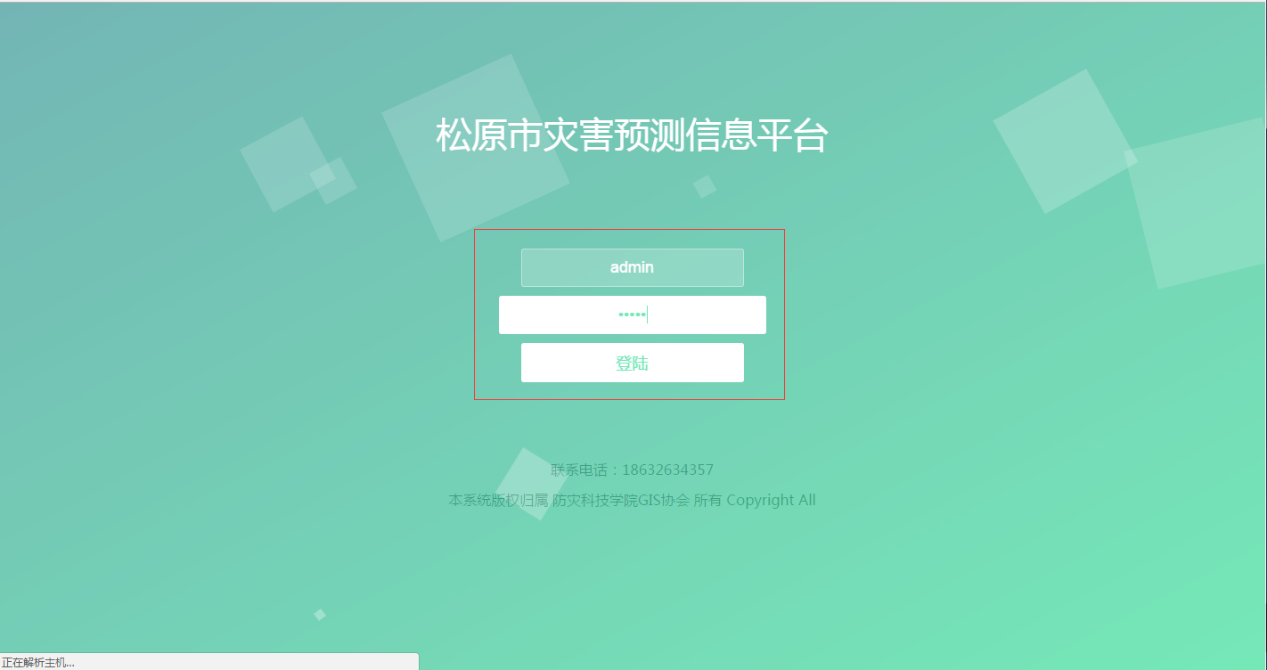 松原市灾害预测信息平台
admin
•••••
登陆
联系电话：18632634357
本系统版权归属 防灾科技学院GIS协会 所有 Copyright All
正在解析主机...